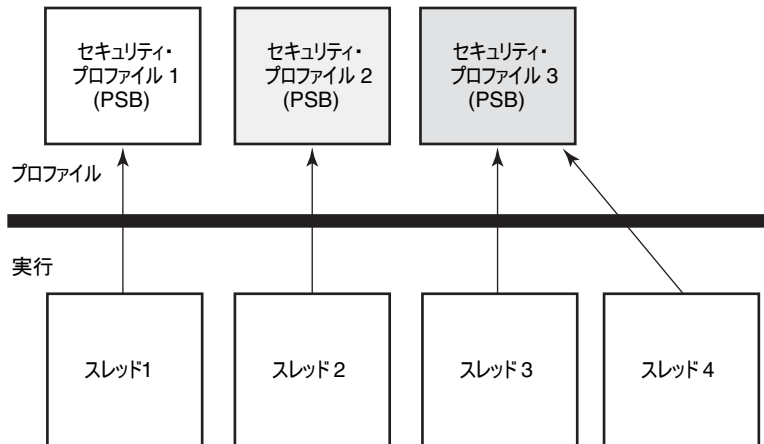 セキュリティ・
プロファイル 1
(PSB)
セキュリティ・
プロファイル 2
(PSB)
セキュリティ・
プロファイル 3
(PSB)
プロファイル
実行
スレッド1
スレッド 2
スレッド 3
スレッド 4